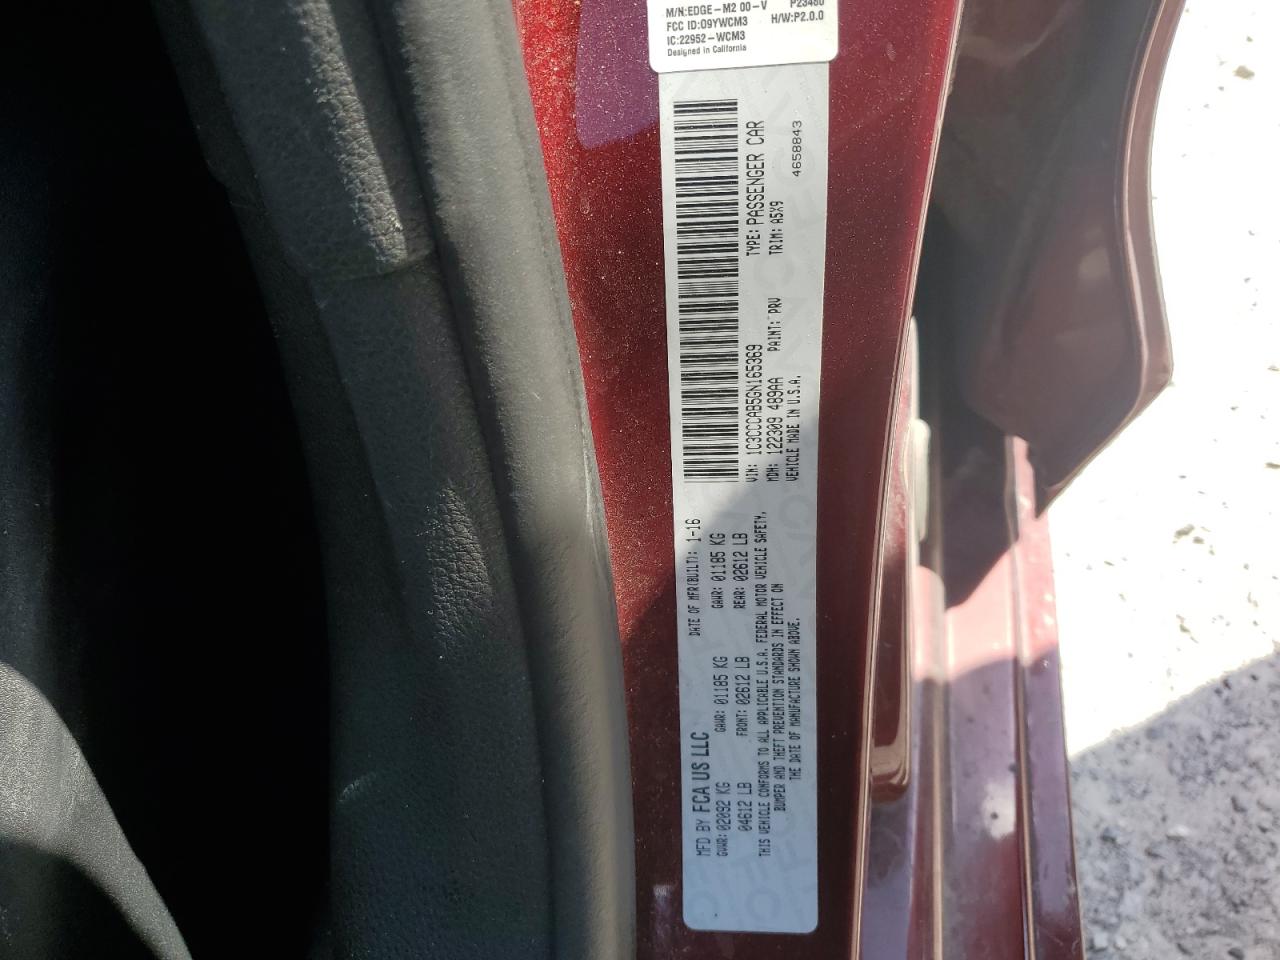 M/N:EDGE-M2 00-V P23480
FCC ID:O9YWCM3 H/W:P2.0.0
IC:22952-WCM3
Designed in California
MFD BY FCA US LLC DATE OF MFR(BUILT): 1-16
GVWR: 02092 KG GAWR: 01185 KG GAWR: 01185 KG
04612 LB FRONT: 02612 LB REAR: 02612 LB
THIS VEHICLE CONFORMS TO ALL APPLICABLE U.S.A. FEDERAL MOTOR VEHICLE SAFETY,
BUMPER AND THEFT PREVENTION STANDARDS IN EFFECT ON
THE DATE OF MANUFACTURE SHOWN ABOVE.
VIN: 1C3CCCAB5GN165369 TYPE: PASSENGER CAR
MDH: 122309 489AA PAINT: PRV TRIM: A5X9
VEHICLE MADE IN U.S.A. 4658843